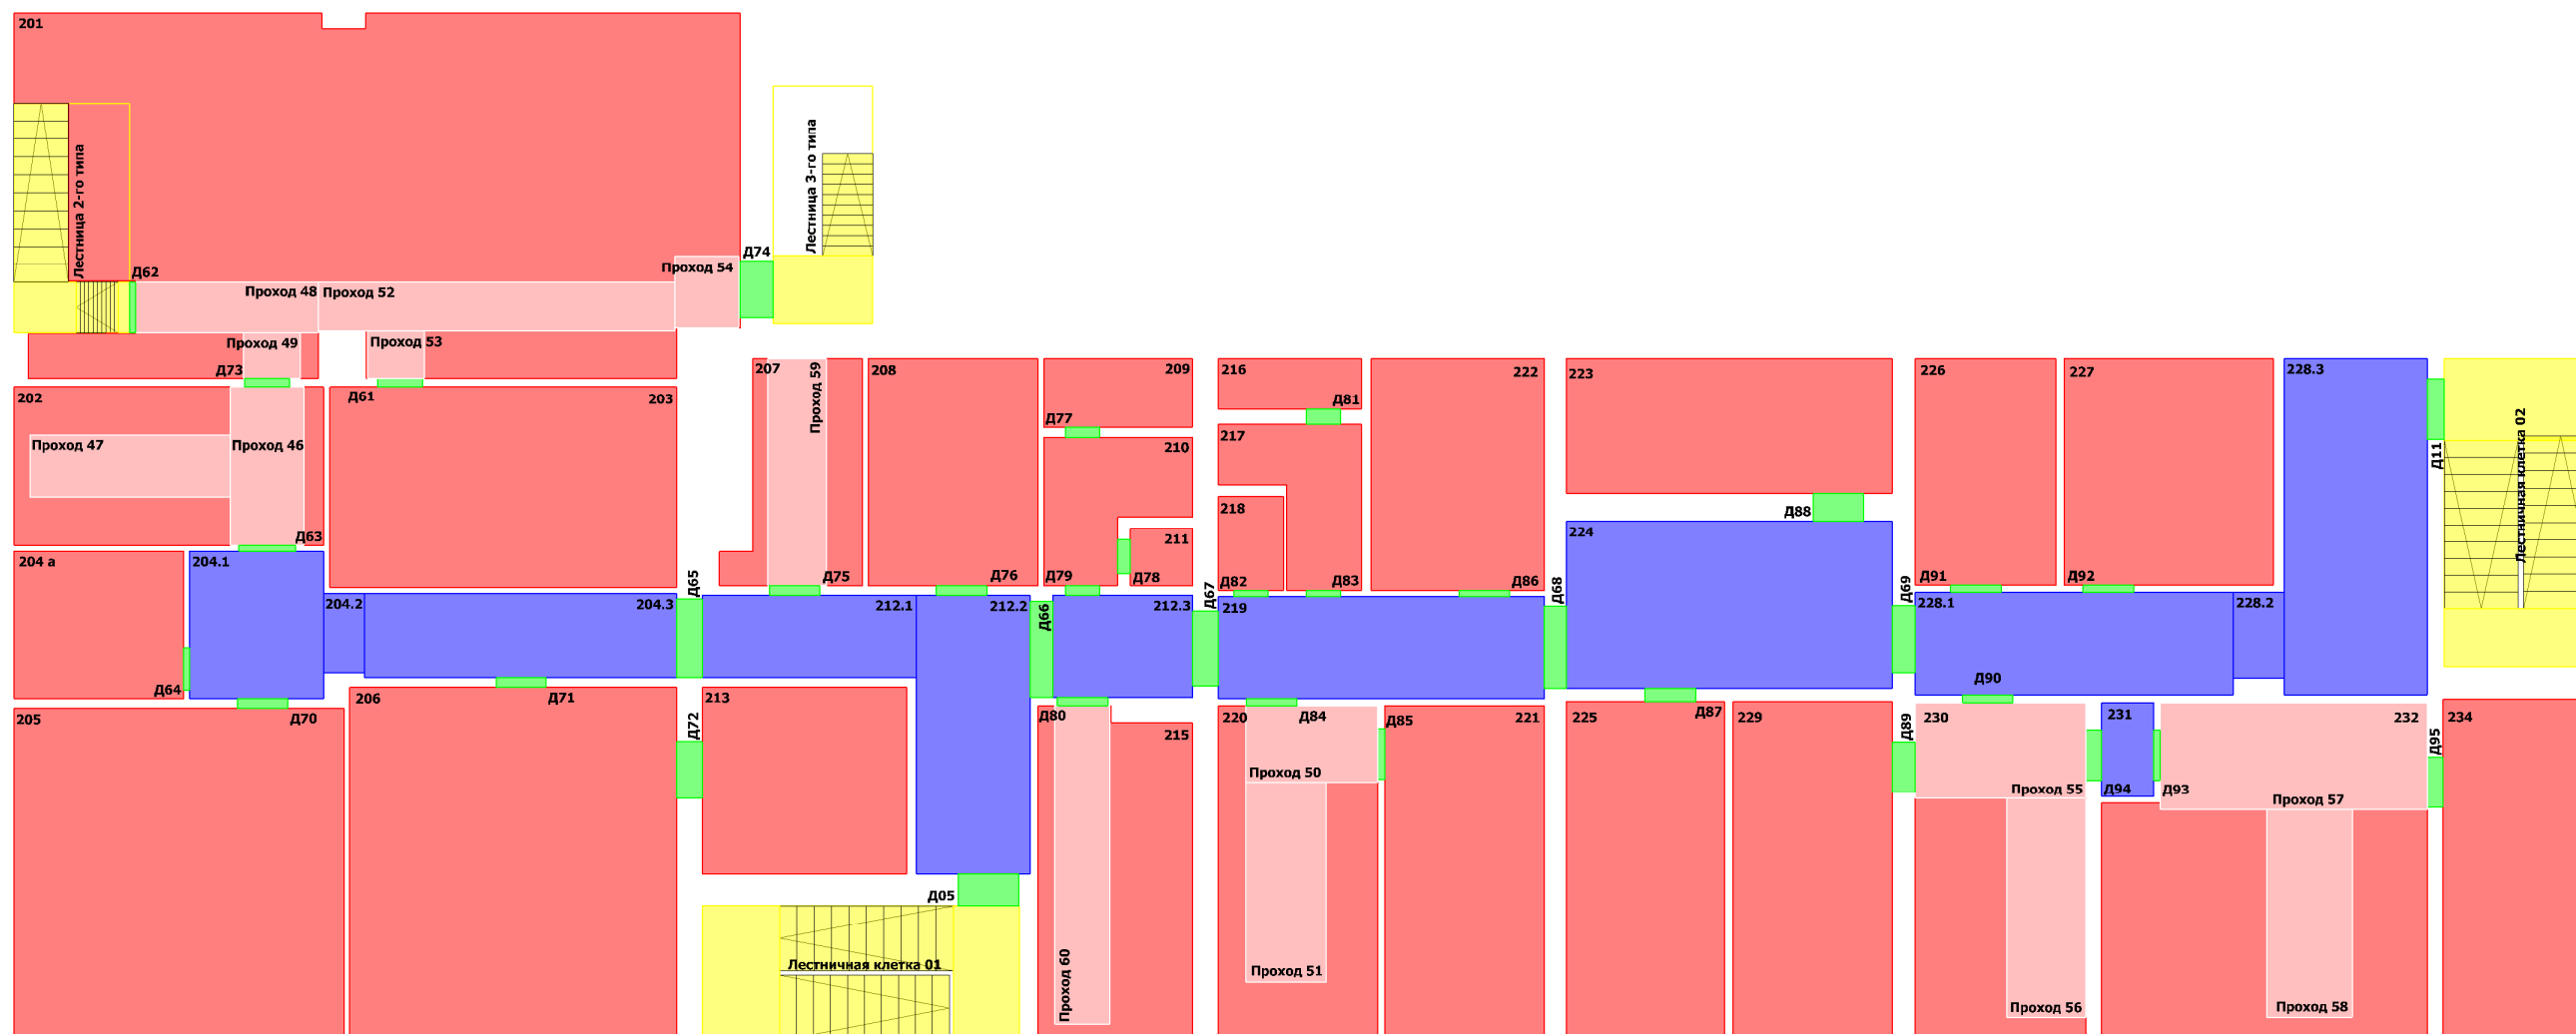 201
Лестница 2-го типа
Лестница 3-го типа
Д62
Д74
Проход 54
Проход 48
Проход 52
Проход 49
Проход 53
Д73
Д61
202
203
207
Проход 59
208
209
216
222
223
226
227
228.3
Д77
Д81
Проход 47
Проход 46
210
217
Д11
Лестничная клетка 02
Д63
218
Д88
204 а
204.1
211
224
Д65
Д75
Д76
Д79
Д78
Д67
Д82
Д83
Д86
Д68
Д69
Д91
Д92
204.2
204.3
212.1
212.2
Д66
212.3
219
228.1
228.2
Д64
Д90
Д71
206
213
205
Д70
Д72
Д80
215
220
Д84
Д85
221
225
Д87
229
Д89
230
231
232
Д95
234
Проход 50
Проход 55
Д94
Д93
Проход 57
Д05
Лестничная клетка 01
Проход 60
Проход 51
Проход 56
Проход 58